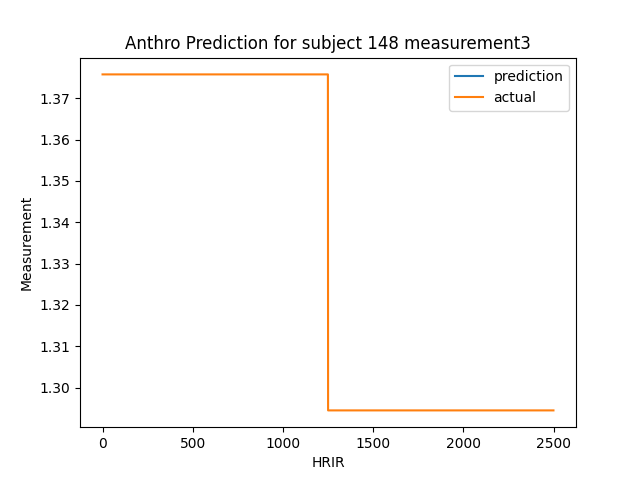 Anthro Prediction for subject 148 measurement3
prediction
actual
1.37
1.36
1.35
1.34
1.33
1.32
1.31
1.30
Measurement
0 500 1000 1500 2000 2500
HRIR